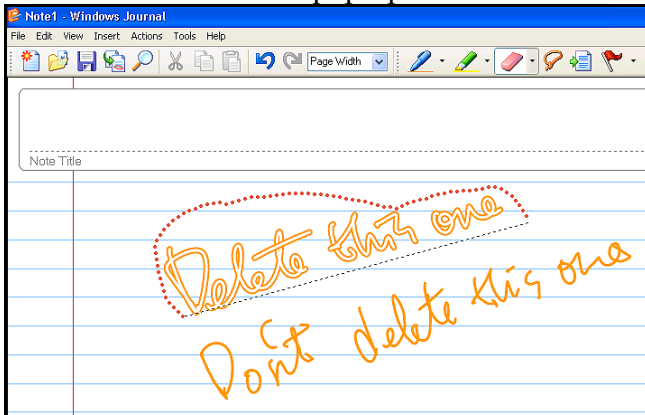 Note1 - Windows Journal
File Edit View Insert Actions Tools Help
Page Width
Note Title
Delete this one
Don't delete this one